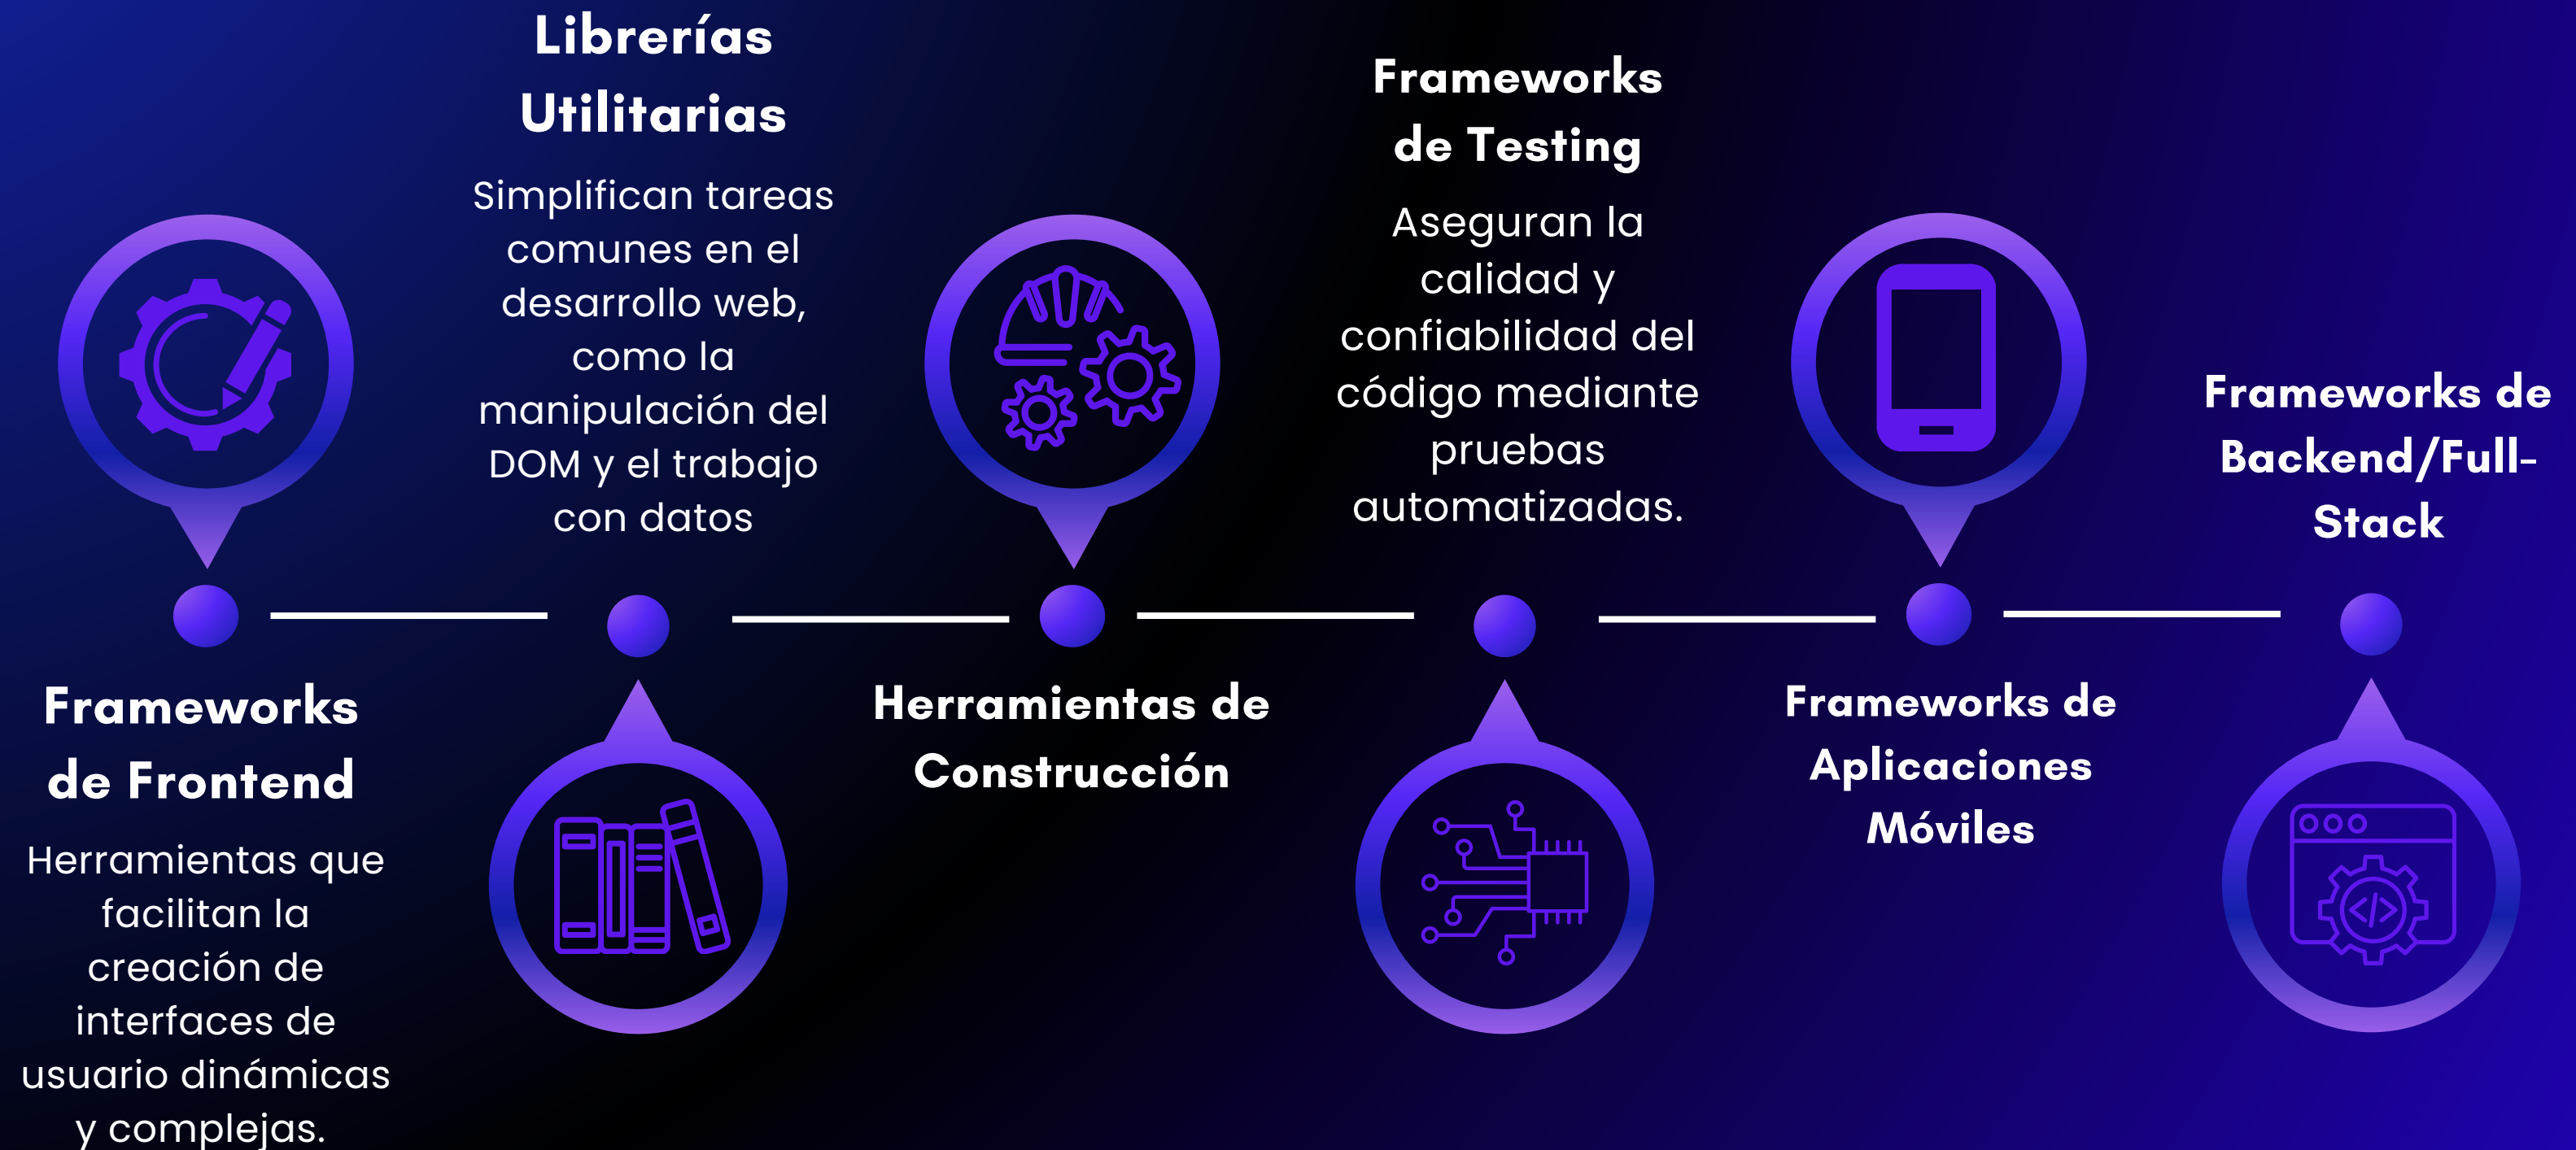 Frameworks
de Frontend
Herramientas que
facilitan la
creación de
interfaces de
usuario dinámicas
y complejas.
Librerías
Utilitarias
Simplifican tareas
comunes en el
desarrollo web,
como la
manipulación del
DOM y el trabajo
con datos
Herramientas de
Construcción
Frameworks
de Testing
Aseguran la
calidad y
confiabilidad del
código mediante
pruebas
automatizadas.
Frameworks de
Aplicaciones
Móviles
Frameworks de
Backend/Full-
Stack